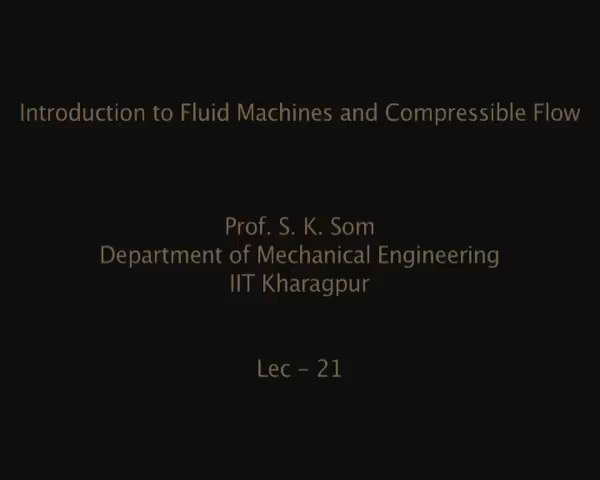 Introduction to Fluid Machines and Compressible Flow
Prof. S. K. Som
Department of Mechanical Engineering
IIT Kharagpur
Lec – 21